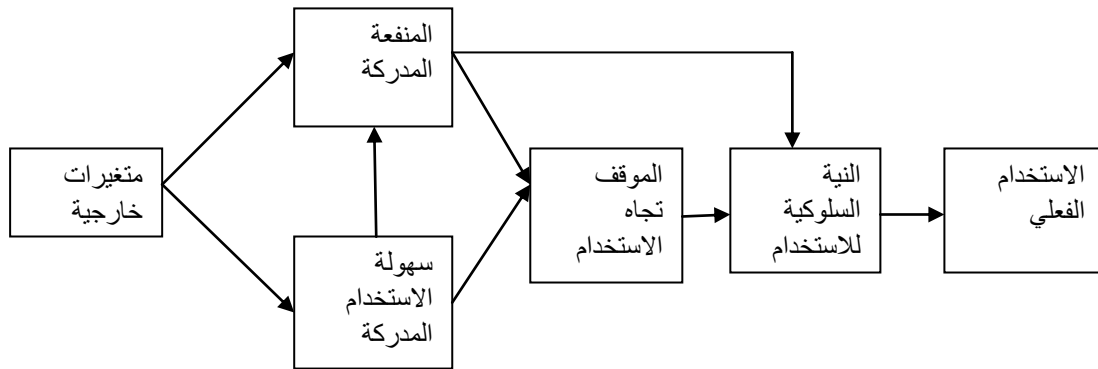 المنفعة
المدركة
متغيرات
خارجية
سهولة
الاستخدام
المدركة
الموقف
تجاه
الاستخدام
النية
السلوكية
للاستخدام
الاستخدام
الفعلي